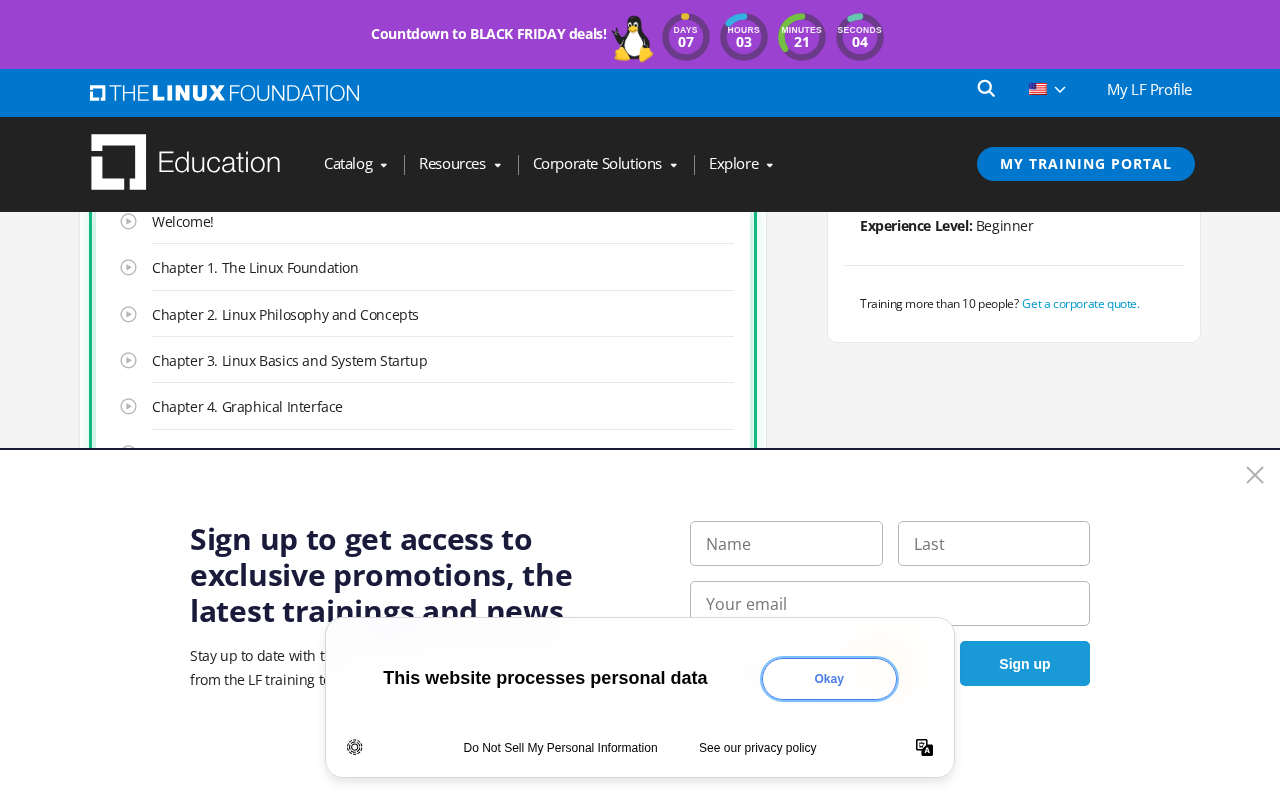 Countdown to BLACK FRIDAY deals!
DAYS
07
HOURS
03
MINUTES
21
SECONDS
04
THE LINUX FOUNDATION
My LF Profile
Education
Catalog
Resources
Corporate Solutions
Explore
MY TRAINING PORTAL
Welcome!
Chapter 1. The Linux Foundation
Chapter 2. Linux Philosophy and Concepts
Chapter 3. Linux Basics and System Startup
Chapter 4. Graphical Interface
Experience Level: Beginner
Training more than 10 people? Get a corporate quote.
Sign up to get access to
exclusive promotions, the
latest trainings and news
Stay up to date with
from the LF training
Name
Last
Your email
Sign up
This website processes personal data
Okay
Do Not Sell My Personal Information
See our privacy policy